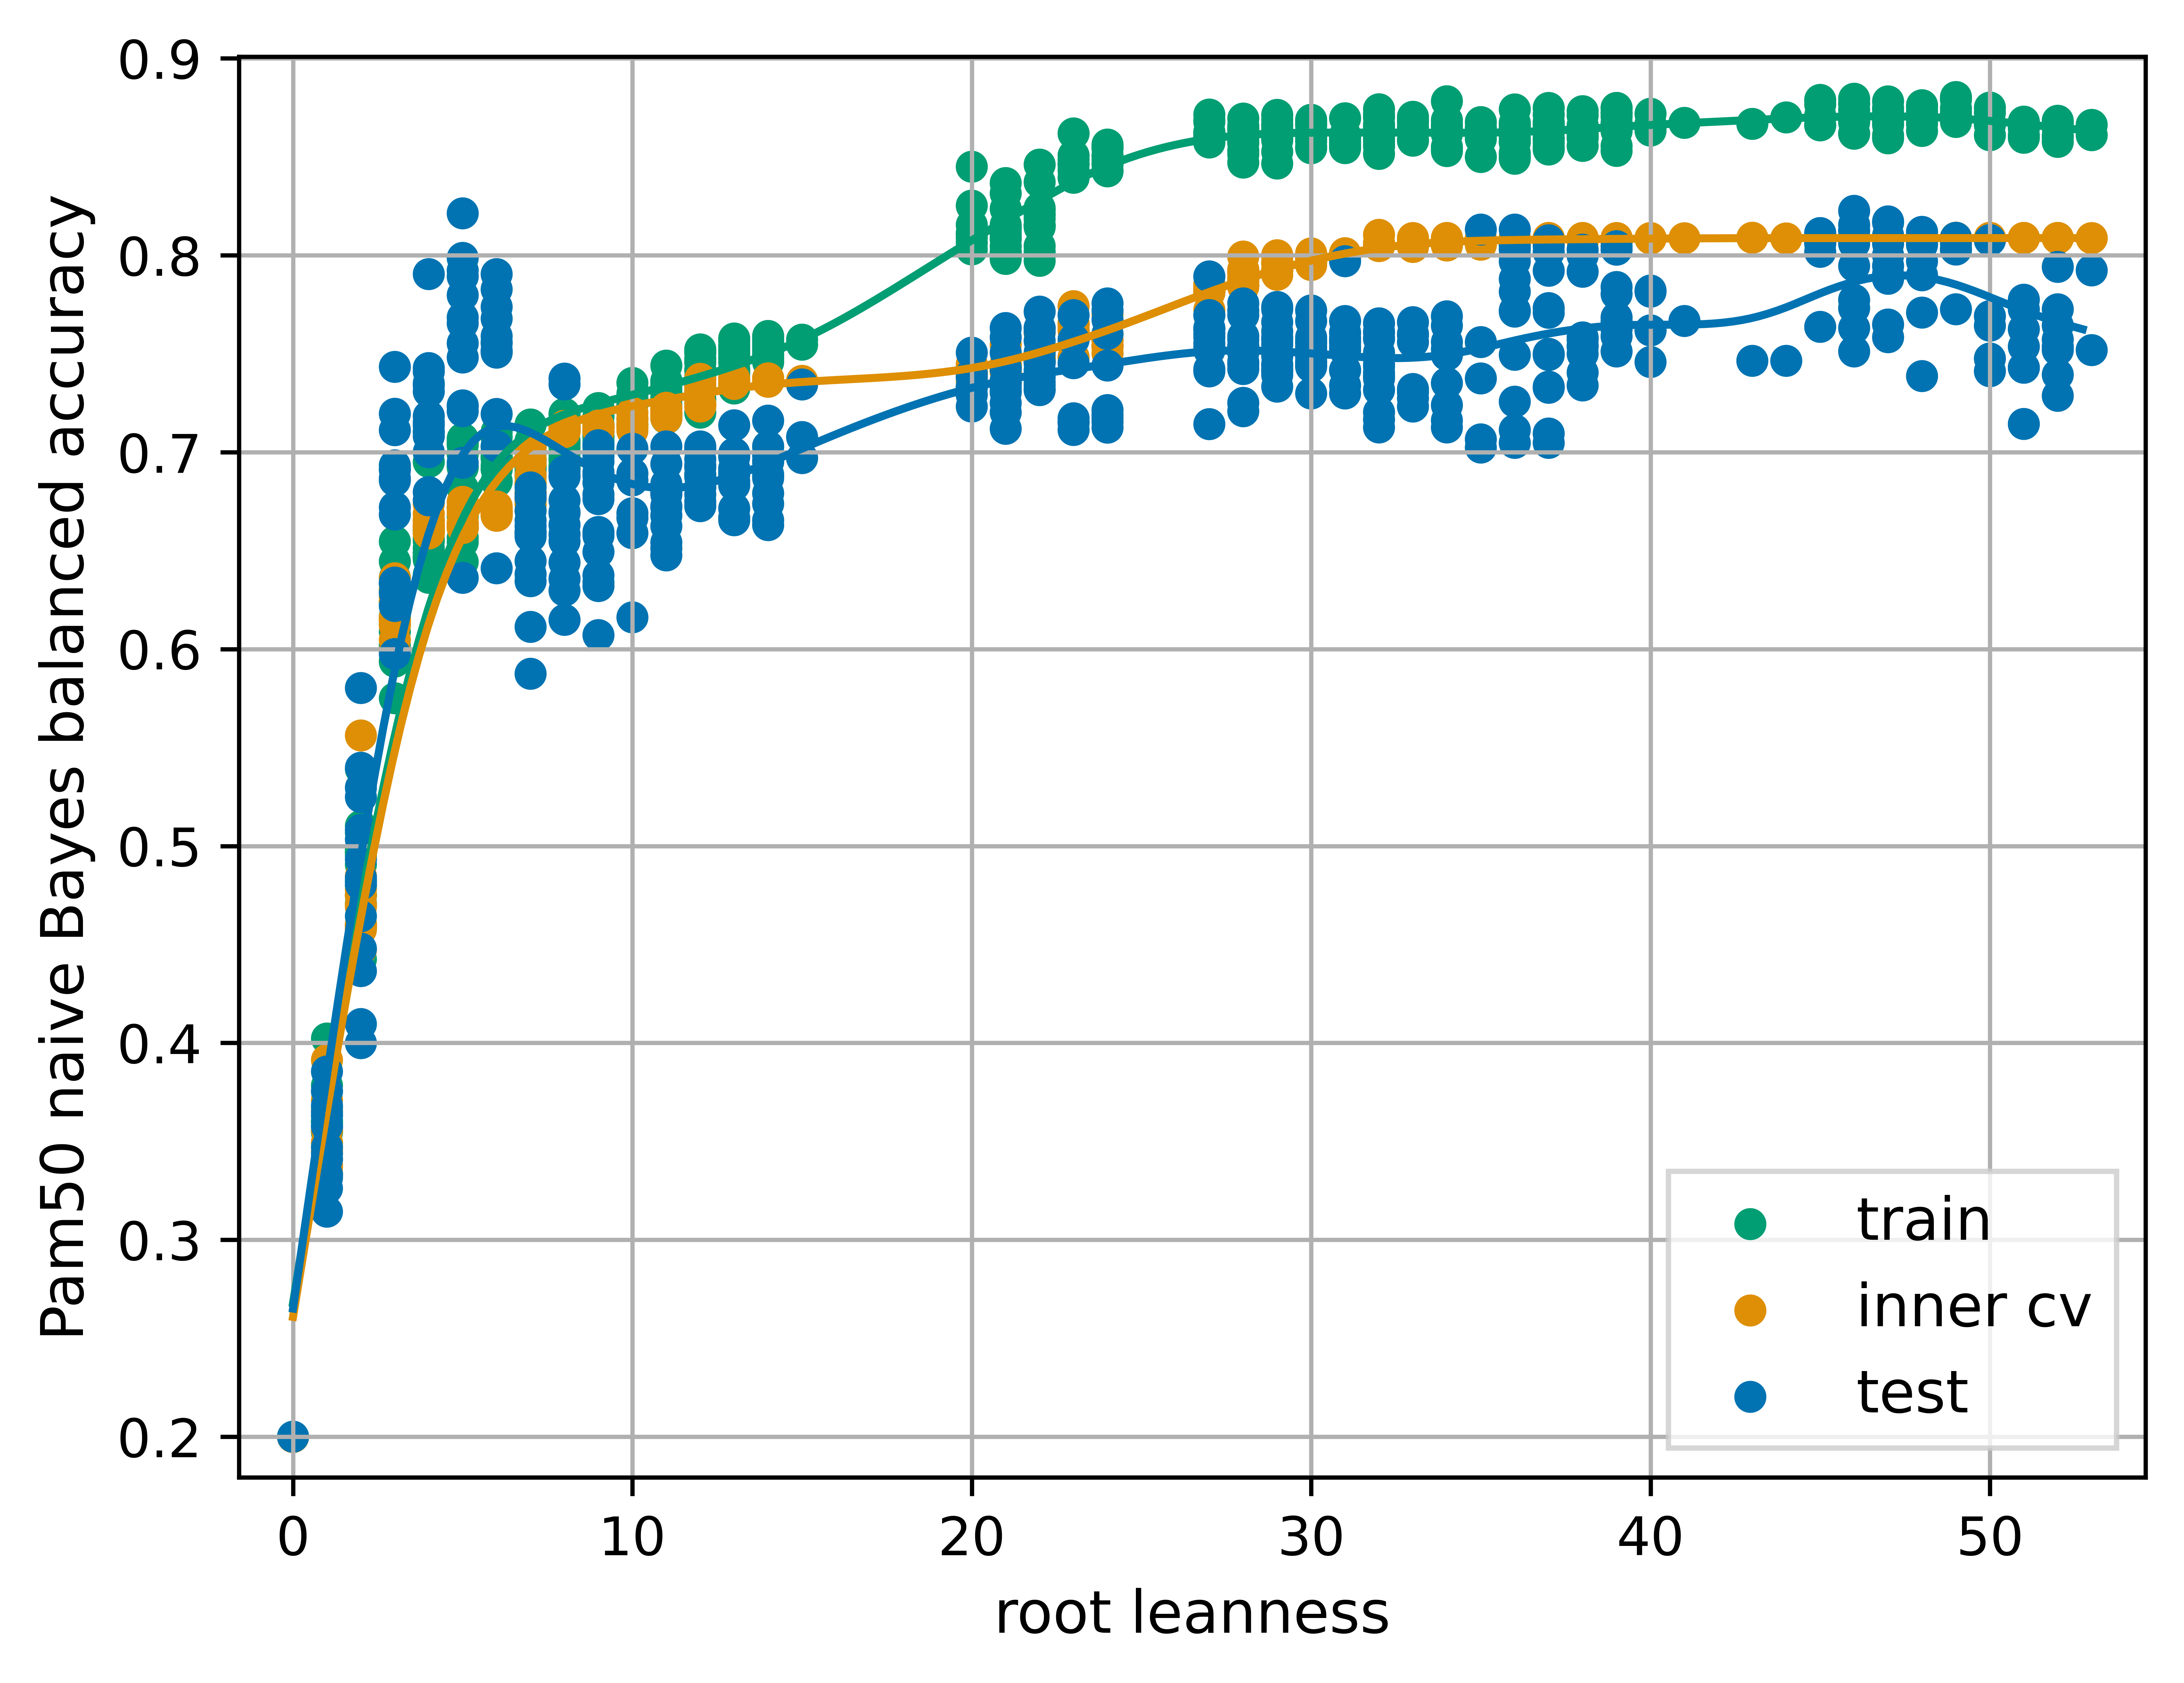 Pam50 naive Bayes balanced accuracy
0.9
0.8
0.7
0.6
0.5
0.4
0.3
0.2
train
inner cv
test
0 10 20 30 40 50
root leanness